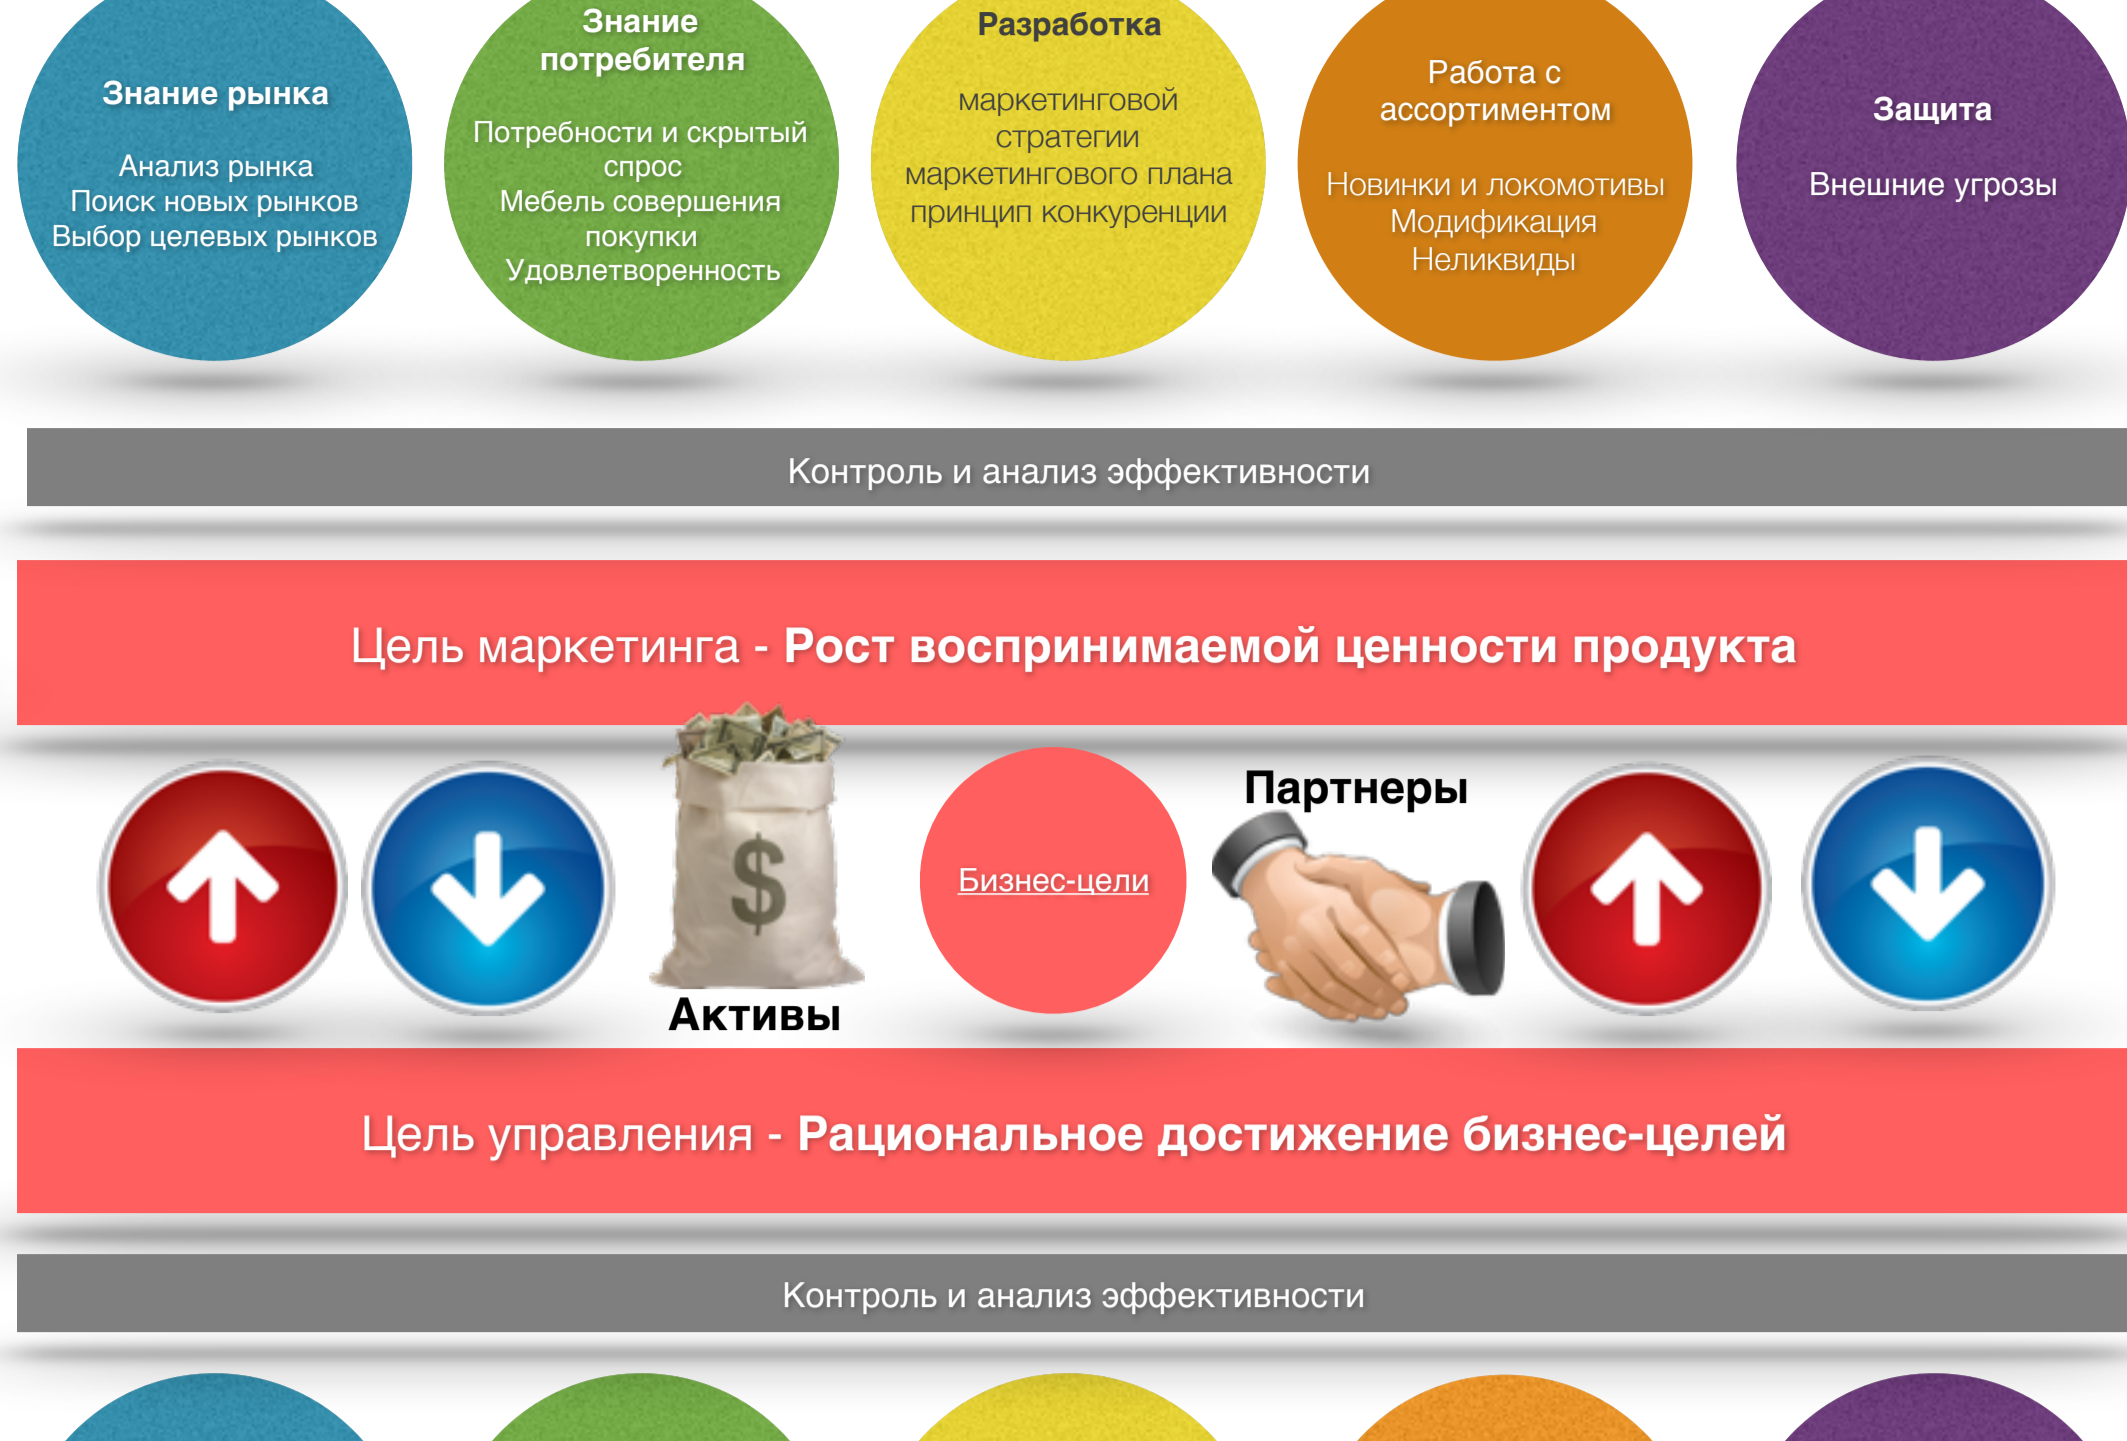 Знание рынка
Анализ рынка
Поиск новых рынков
Выбор целевых рынков
Знание
потребителя
Потребности и скрытый
спрос
Мебель совершения
покупки
Удовлетворенность
Разработка
маркетинговой
стратегии
маркетингового плана
принцип конкуренции
Работа с
ассортиментом
Новинки и локомотивы
Модификация
Неликвиды
Защита
Внешние угрозы
Контроль и анализ эффективности
Цель маркетинга - Рост воспринимаемой ценности продукта
$
Активы
Бизнес-цели
Партнеры
Цель управления - Рациональное достижение бизнес-целей
Контроль и анализ эффективности